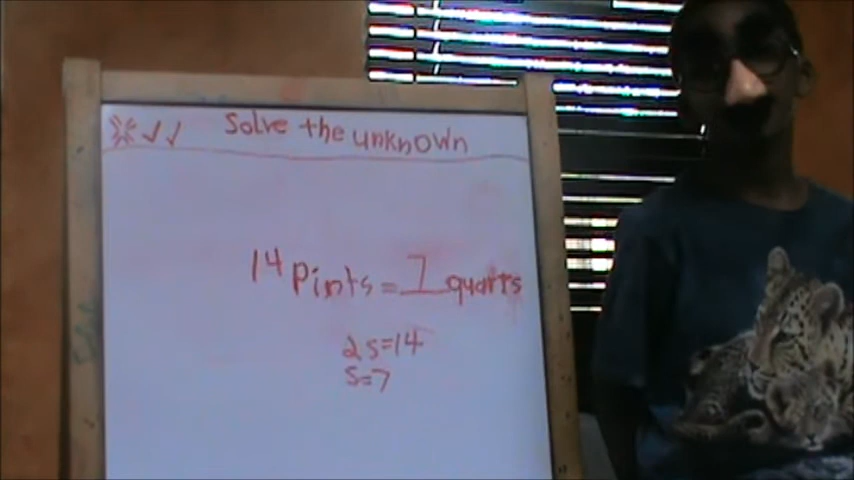 Solve the unknown
14 Pints = 7 quarts
2s=14
s=7